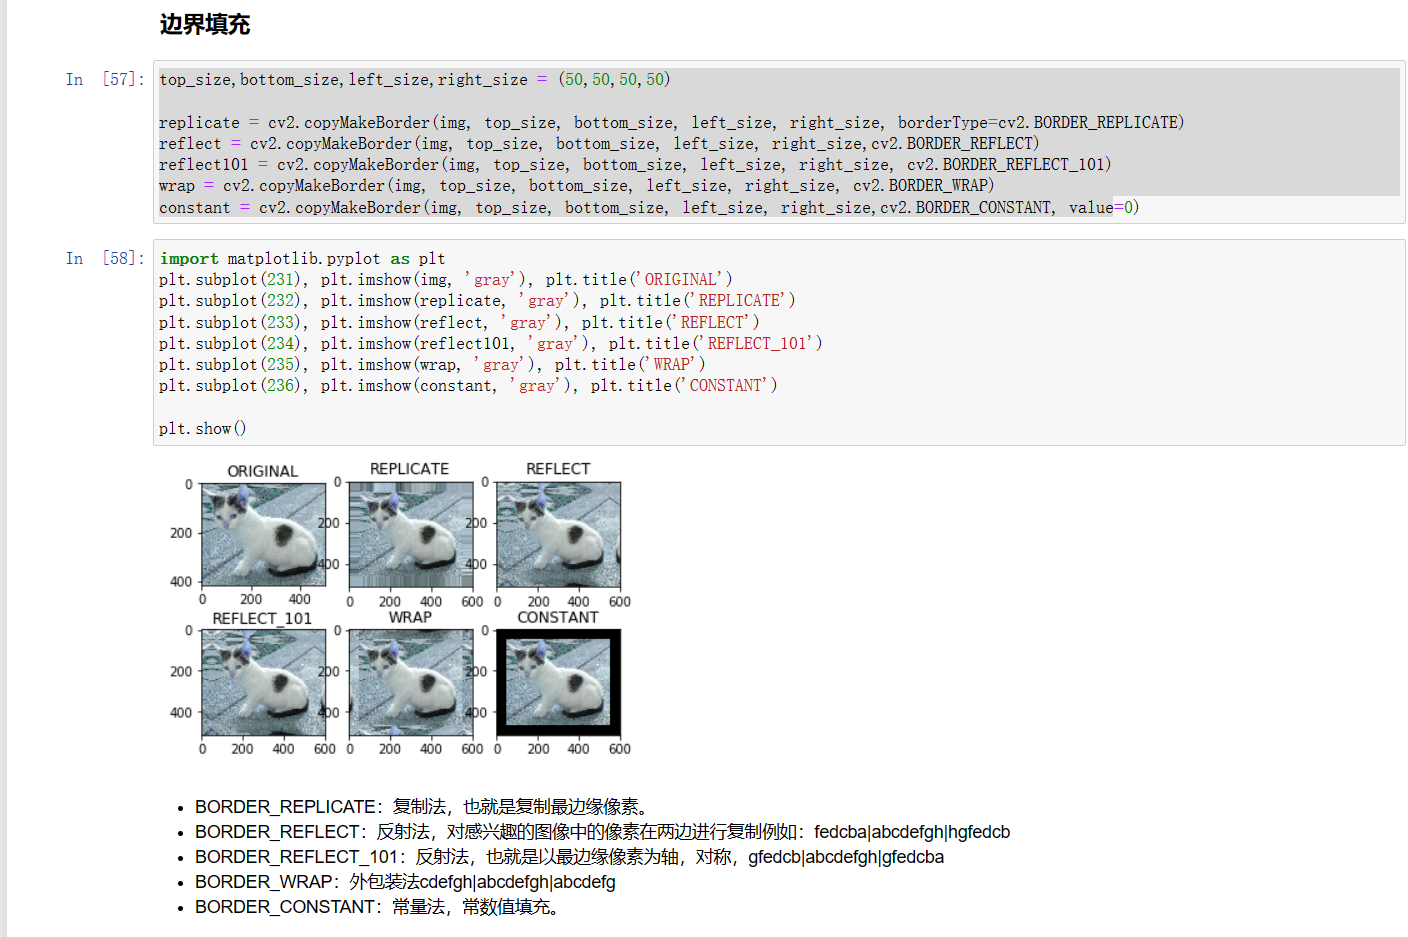 边界填充
In [57]: top_size,bottom_size,left_size,right_size = (50,50,50,50)
replicate = cv2.copyMakeBorder(img, top_size, bottom_size, left_size, right_size, borderType=cv2.BORDER_REPLICATE)
reflect = cv2.copyMakeBorder(img, top_size, bottom_size, left_size, right_size,cv2.BORDER_REFLECT)
reflect101 = cv2.copyMakeBorder(img, top_size, bottom_size, left_size, right_size, cv2.BORDER_REFLECT_101)
wrap = cv2.copyMakeBorder(img, top_size, bottom_size, left_size, right_size, cv2.BORDER_WRAP)
constant = cv2.copyMakeBorder(img, top_size, bottom_size, left_size, right_size,cv2.BORDER_CONSTANT, value=0)
In [58]: import matplotlib.pyplot as plt
plt.subplot(231), plt.imshow(img, 'gray'), plt.title('ORIGINAL')
plt.subplot(232), plt.imshow(replicate, 'gray'), plt.title('REPLICATE')
plt.subplot(233), plt.imshow(reflect, 'gray'), plt.title('REFLECT')
plt.subplot(234), plt.imshow(reflect101, 'gray'), plt.title('REFLECT_101')
plt.subplot(235), plt.imshow(wrap, 'gray'), plt.title('WRAP')
plt.subplot(236), plt.imshow(constant, 'gray'), plt.title('CONSTANT')
plt.show()
ORIGINAL REPLICATE REFLECT
0 0 0
200 200 200
400 400 400
0 200 400 0 200 400 600 0 200 400 600
REFLECT_101 WRAP CONSTANT
0 0 0
200 200 200
400 400 400
0 200 400 600 0 200 400 600 0 200 400 600
• BORDER_REPLICATE：复制法，也就是复制最边缘像素。
• BORDER_REFLECT：反射法，对感兴趣的图像中的像素在两边进行复制例如：fedcba|abcdefgh|hgfedcb
• BORDER_REFLECT_101：反射法，也就是以最边缘像素为轴，对称，gfedcb|abcdefgh|gfedcba
• BORDER_WRAP：外包装法cdefgh|abcdefgh|abcdefg
• BORDER_CONSTANT：常量法，常数值填充。